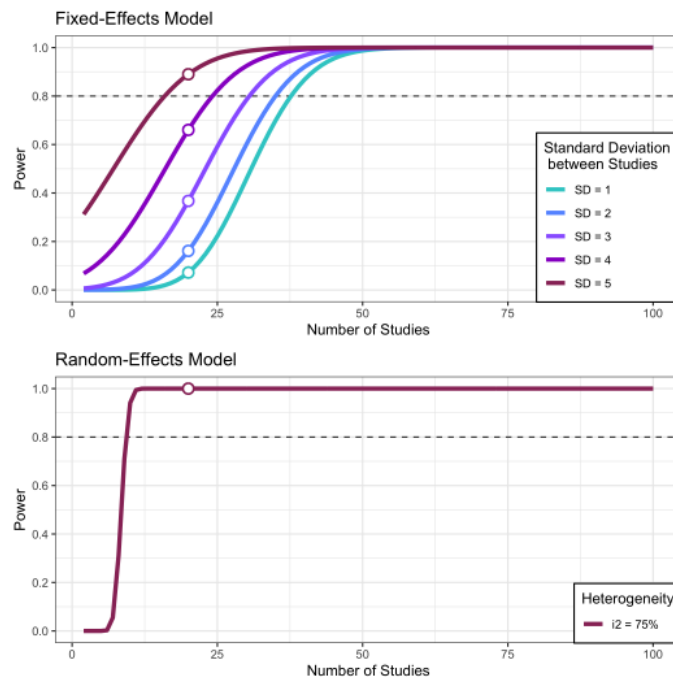 Fixed-Effects Model
1.0
0.8
0.6
0.4
0.2
0.0
Power
Standard Deviation
between Studies
SD = 1
SD = 2
SD = 3
SD = 4
SD = 5
0
25
50
75
100
Number of Studies
Random-Effects Model
1.0
0.8
0.6
0.4
0.2
0.0
Power
Heterogeneity
i2 = 75%
0
25
50
75
100
Number of Studies